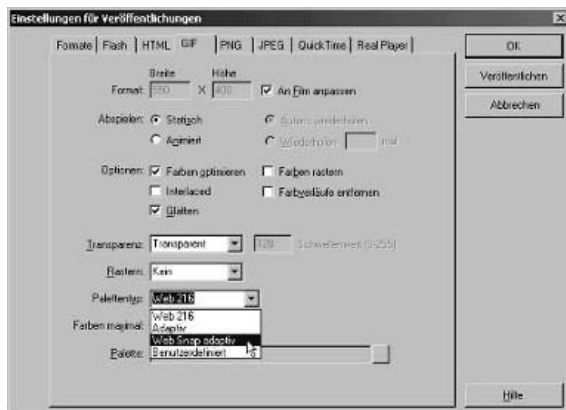 Einstellungen für Veröffentlichungen
Formate Flash HTML GIF PNG JPEG QuickTime Real Player
OK
Veröffentlichen
Abbrechen
Breite Höhe
Format: 550 X 400 An Film anpassen
Abspielen: Statisch Autom. wiederholen
Animiert Wiederholen mal
Optionen: Farben optimieren Farben rastern
Interlaced Farbverläufe entfernen
Glätten
Transparenz: Transparent 128 Schwellenwert (0-255)
Rastern: Kein
Palettentyp: Web 216
Web 216
Farben maximal: Adaptiv
Web Snap adaptiv
Palette: Benutzerdefiniert
Hilfe